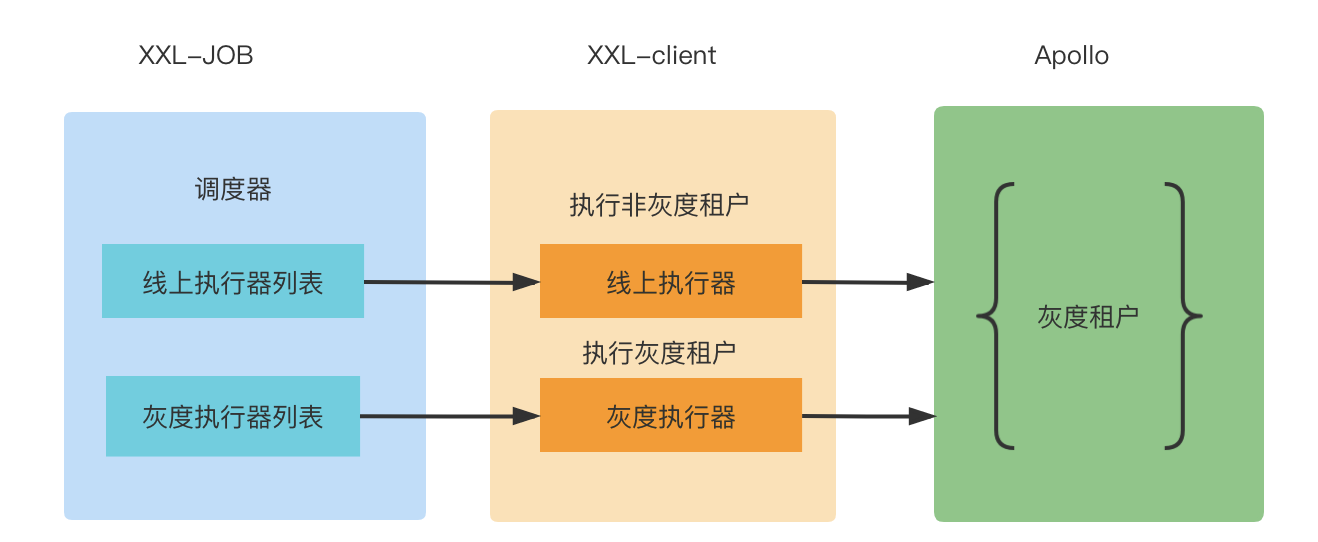 XXL-JOB
XXL-client
Apollo
调度器
线上执行器列表
灰度执行器列表
执行非灰度租户
线上执行器
执行灰度租户
灰度执行器
灰度租户